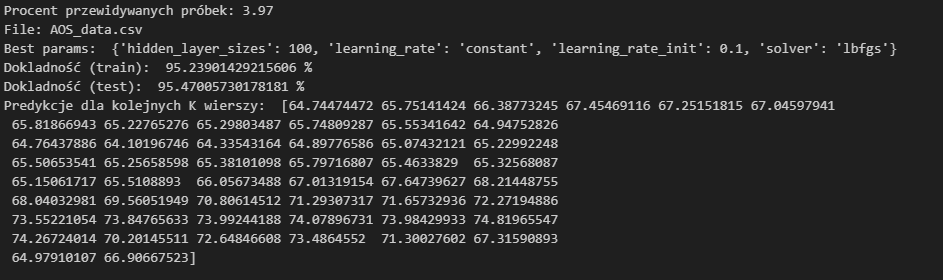 Procent przewidywanych próbek: 3.97
File: AOS_data.csv
Best params:  {'hidden_layer_sizes': 100, 'learning_rate': 'constant', 'learning_rate_init': 0.1, 'solver': 'lbfgs'}
Dokladność (train):  95.23901429215606 %
Dokladność (test):  95.47005730178181 %
Predykcje dla kolejnych K wierszy:  [64.74474472 65.75141424 66.38773245 67.45469116 67.25151815 67.04597941
 65.81866943 65.22765276 65.29803487 65.74809287 65.55341642 64.94752826
 64.76437886 64.10196746 64.33543164 64.89776586 65.07432121 65.22992248
 65.50653541 65.25658598 65.38101098 65.79716807 65.4633829  65.32568087
 65.15061717 65.5108893  66.05673488 67.01319154 67.64739627 68.21448755
 68.04032981 69.56051949 70.80614512 71.29307317 71.65732936 72.27194886
 73.55221054 73.84765633 73.99244188 74.07896731 73.98429933 74.81965547
 74.26724014 70.20145511 72.64846608 73.4864552  71.30027602 67.31590893
 64.97910107 66.90667523]